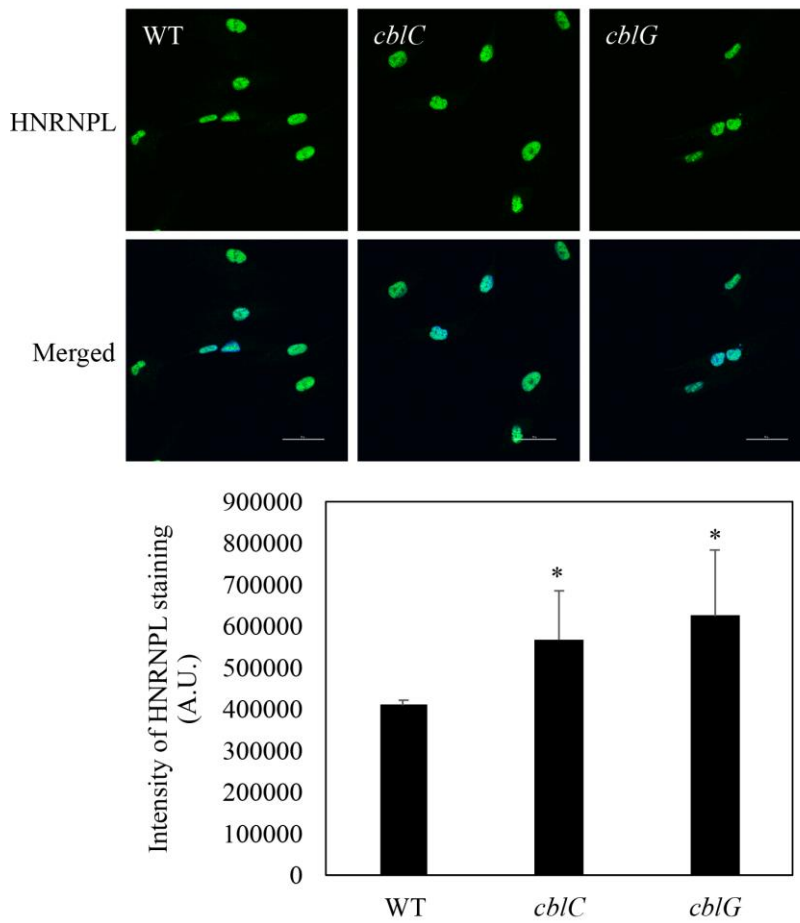 WT
cblC
cblG
HNRNPL
Merged
Intensity of HNRNPL staining
(A.U.)
900000
800000
700000
600000
500000
400000
300000
200000
100000
0
*
*
WT
cblC
cblG